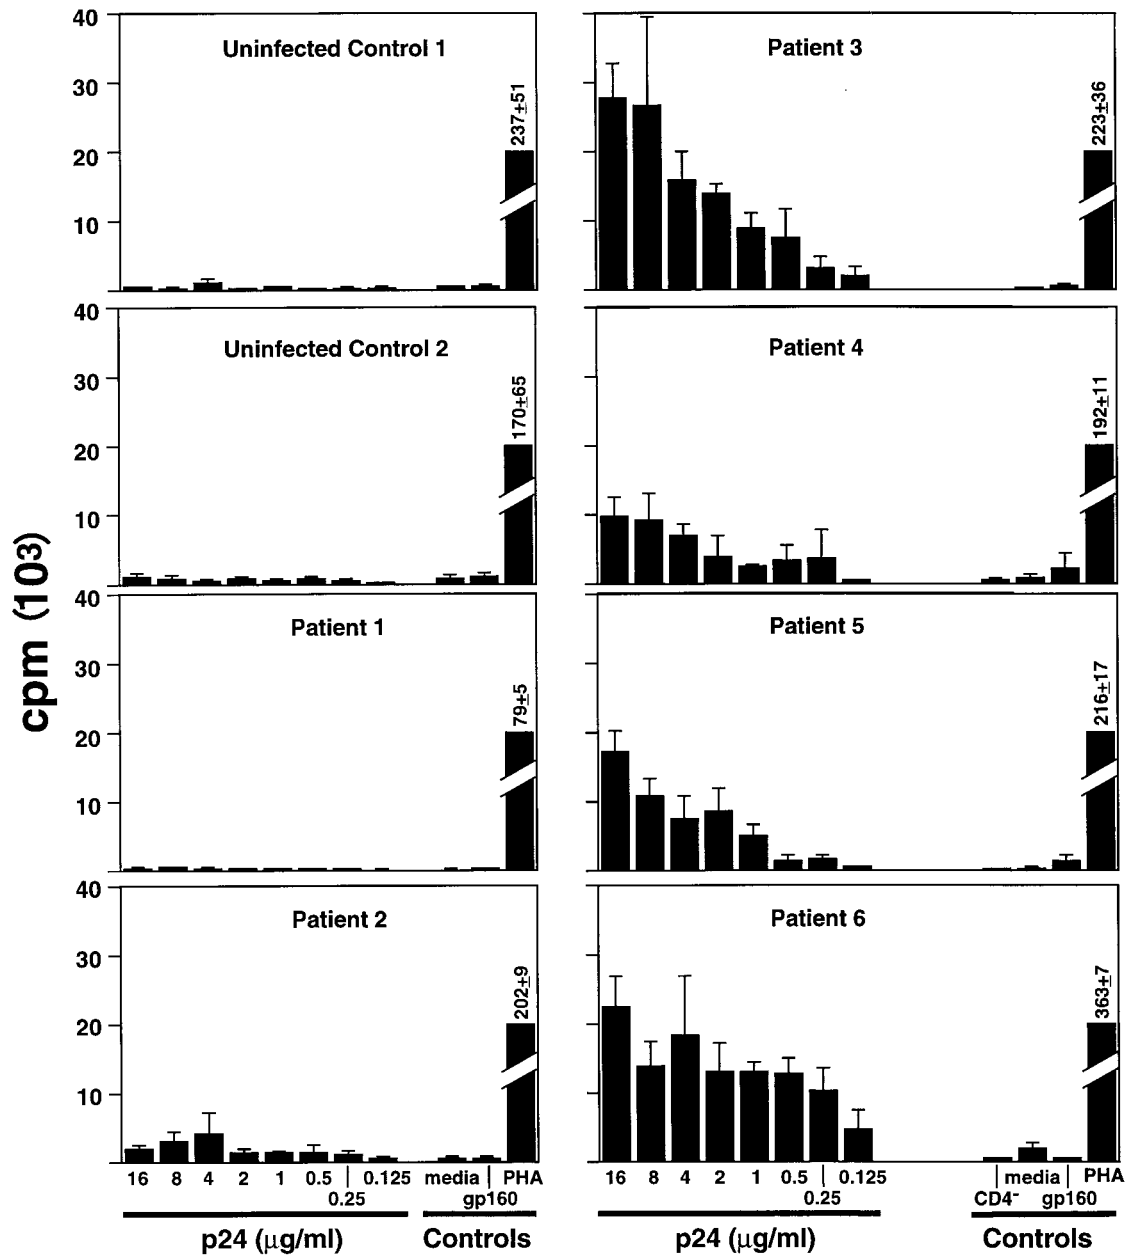 cpm (10³)
40
Uninfected Control 1
30
237±51
20
10
40
Uninfected Control 2
30
170±65
20
10
40
Patient 1
30
79±5
20
10
40
Patient 2
30
202±9
20
10
16 8 4 2 1 0.5 0.125 media PHA
0.25 gp160
p24 (μg/ml) Controls
Patient 3
223±36
Patient 4
192±11
Patient 5
216±17
Patient 6
363±7
16 8 4 2 1 0.5 0.125 media PHA
0.25 CD4⁻ gp160
p24 (μg/ml) Controls